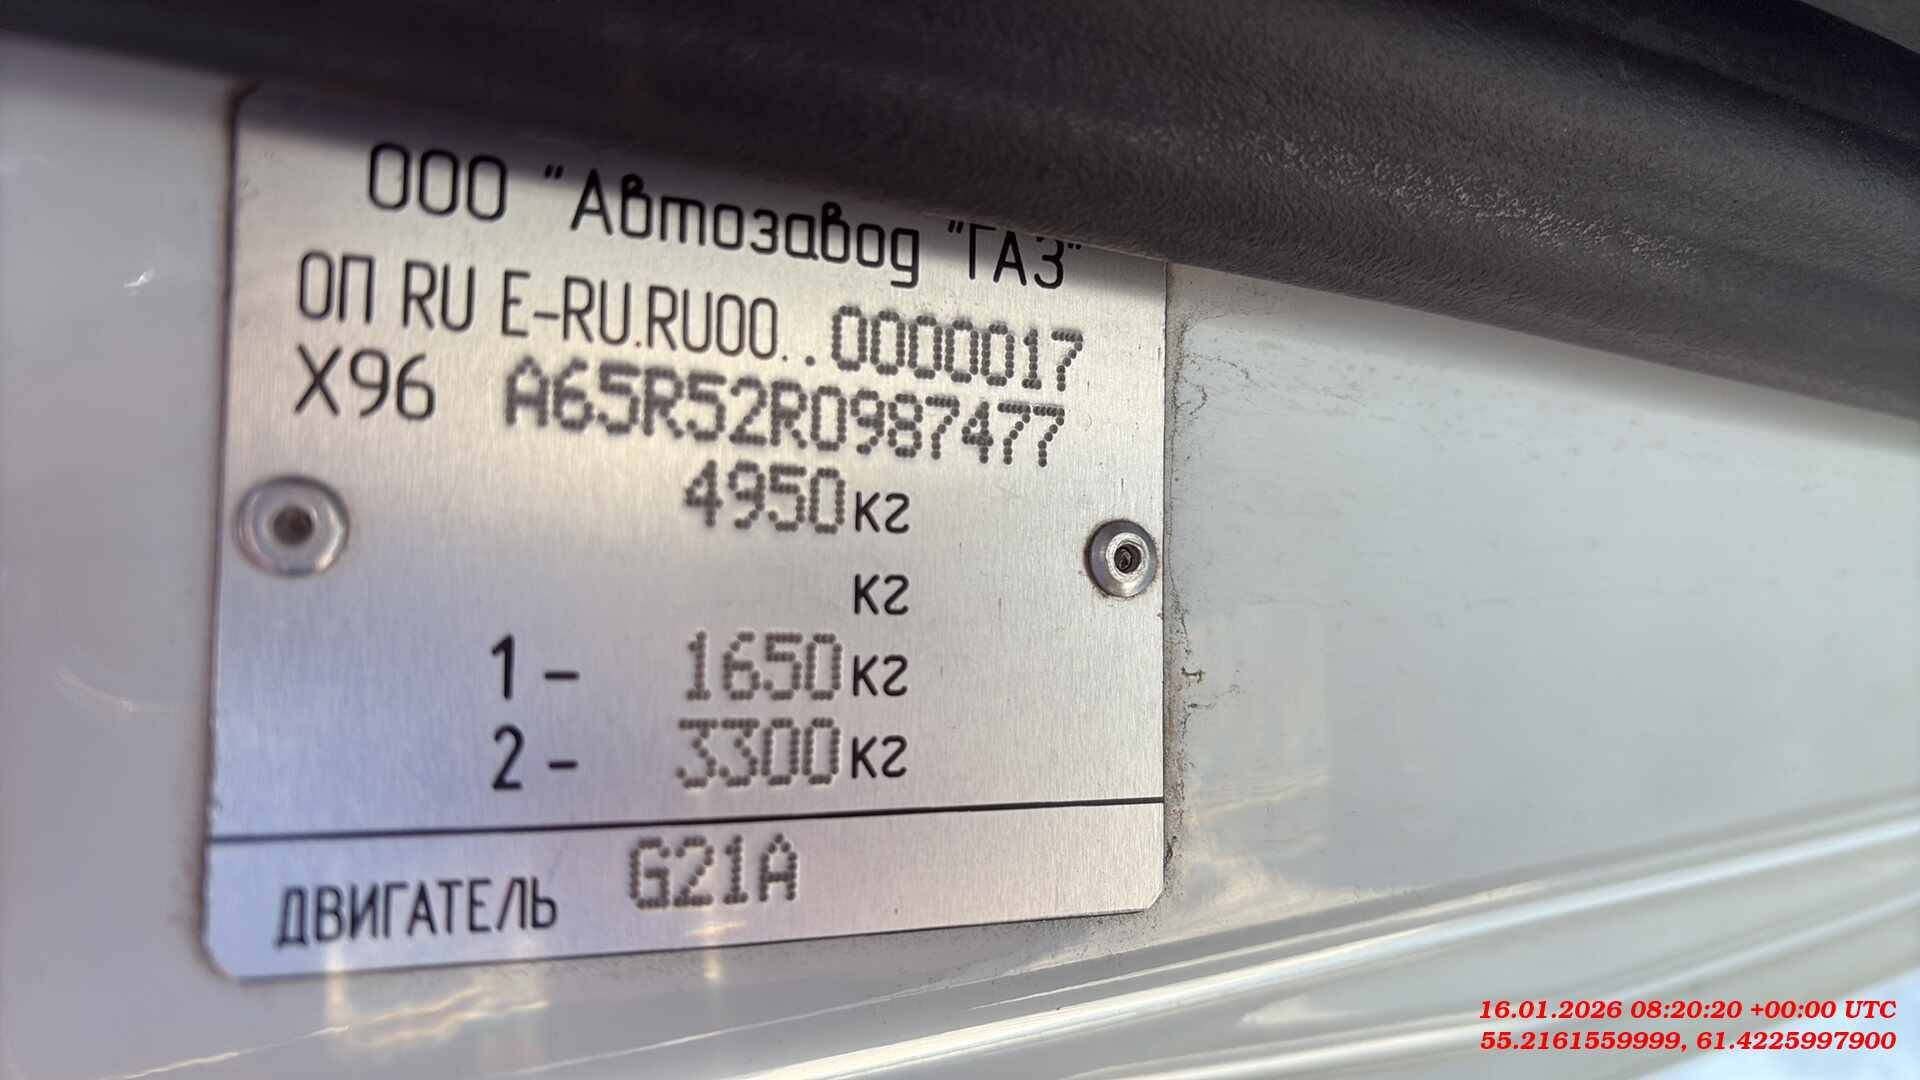 ООО "Автозавод "ГАЗ"
ОП RU E-RU.RU00..0000017
X96 A65R52R0987477
4950кг
кг
1 - 1650кг
2 - 3300кг
ДВИГАТЕЛЬ G21A
16.01.2026 08:20:20 +00:00 UTC
55.2161559999, 61.4225997900